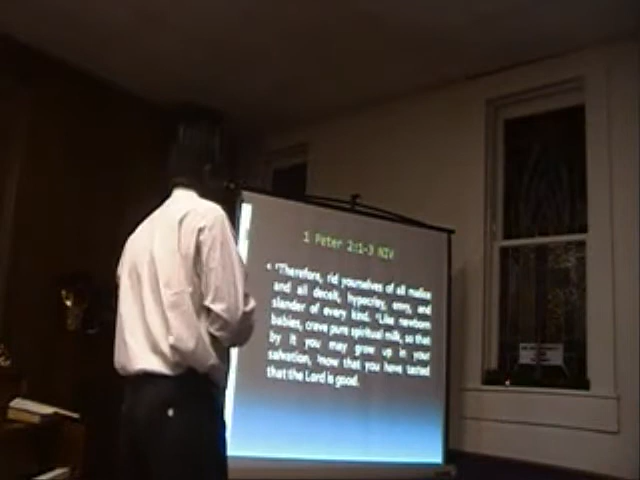 1 Peter 2:1-3 NIV
• ¹Therefore, rid yourselves of all malice
and all deceit, hypocrisy, envy, and
slander of every kind. ²Like newborn
babies, crave pure spiritual milk, so that
by it you may grow up in your
salvation, ³now that you have tasted
that the Lord is good.